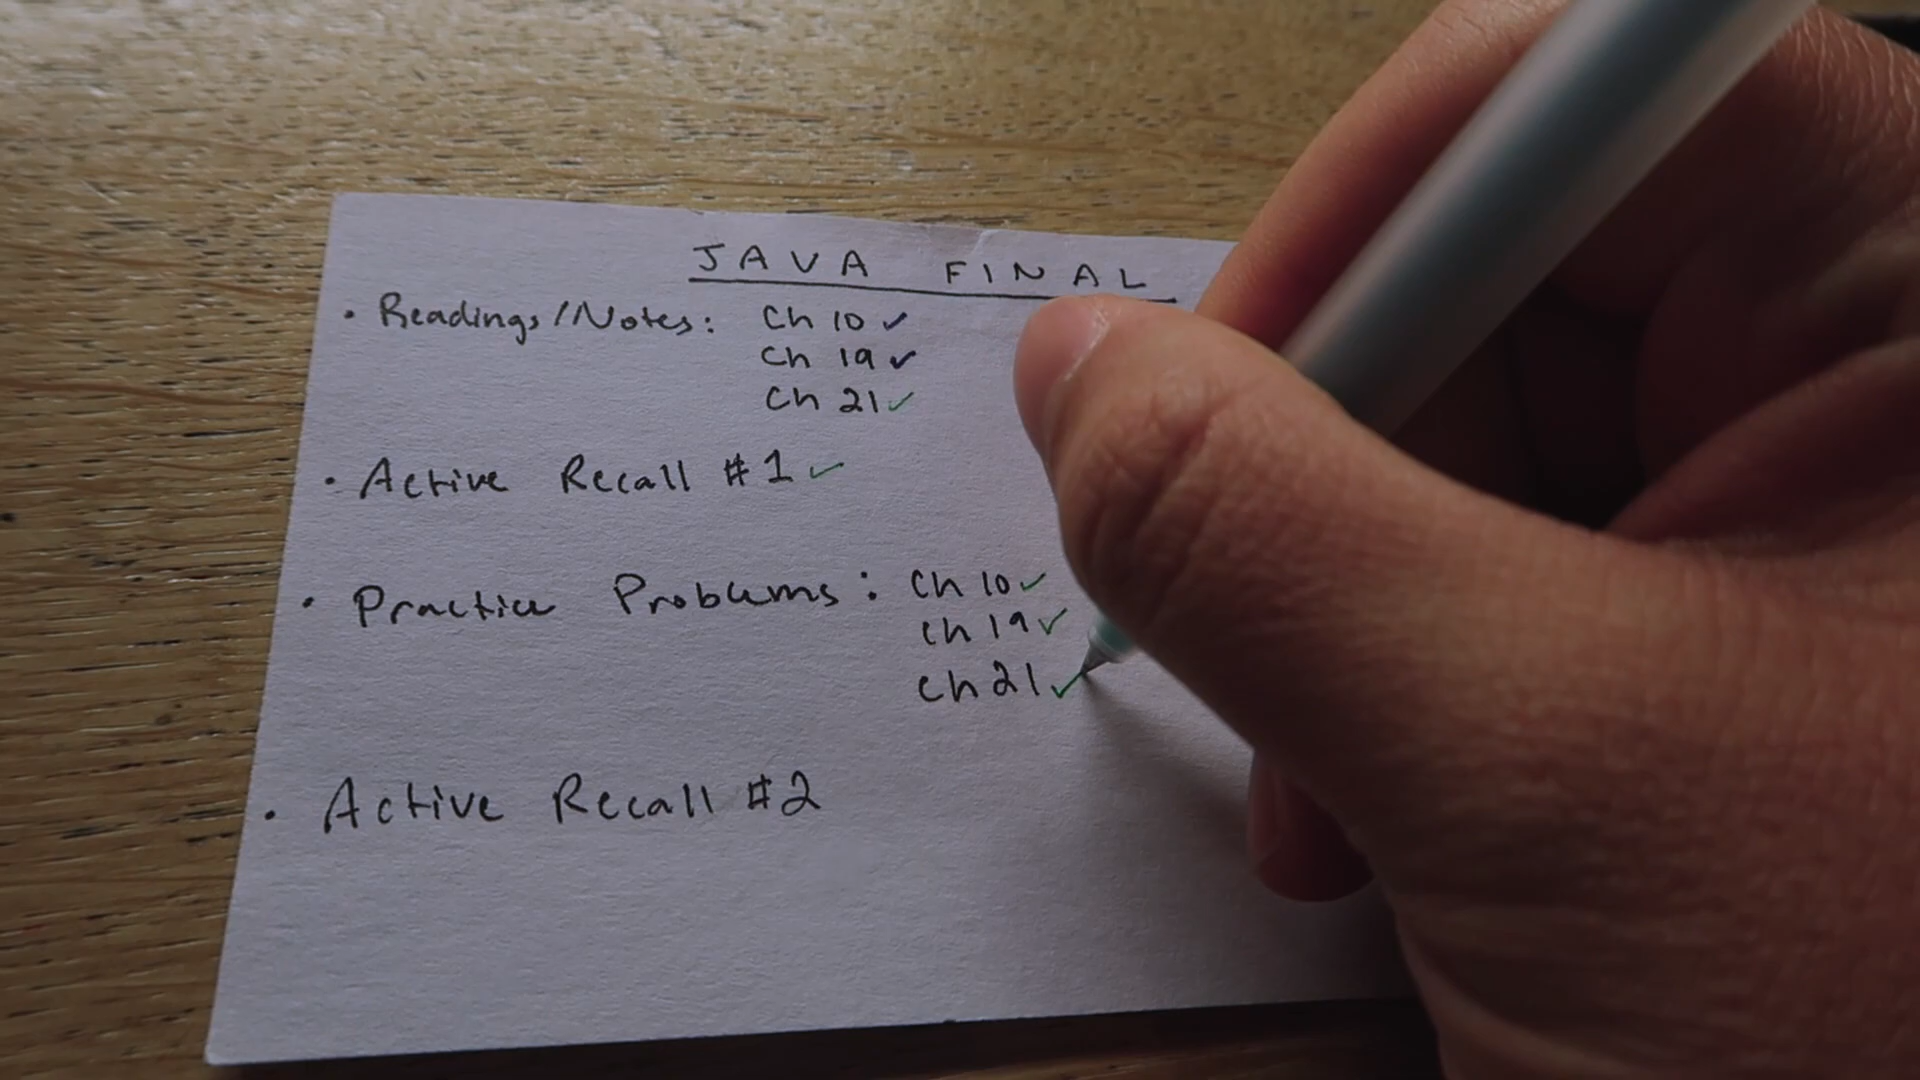 JAVA FINAL
• Readings/Notes: Ch 10 ✓
Ch 19 ✓
Ch 21 ✓
• Active Recall #1 ✓
• Practice Problems: Ch 10 ✓
Ch 19 ✓
Ch 21 ✓
• Active Recall #2